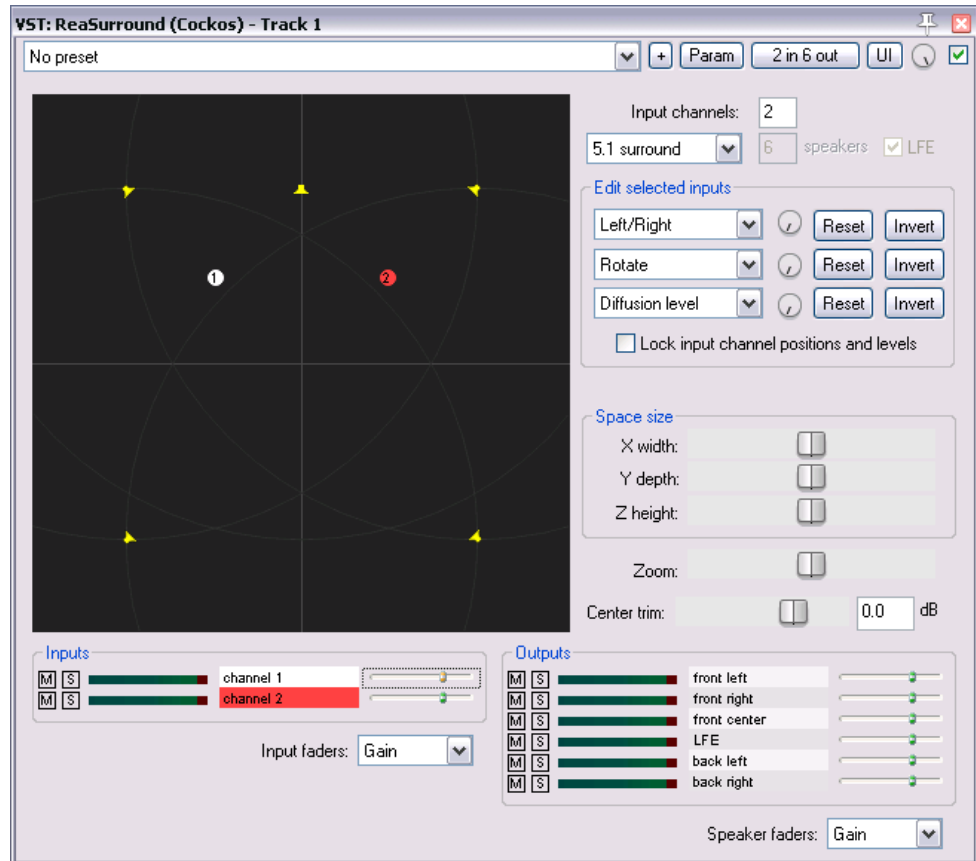 VST: ReaSurround (Cockos) - Track 1
No preset + Param 2 in 6 out UI
Input channels: 2
5.1 surround 6 speakers LFE
Edit selected inputs
Left/Right Reset Invert
Rotate Reset Invert
Diffusion level Reset Invert
Lock input channel positions and levels
1 2
Space size
X width:
Y depth:
Z height:
Zoom:
Center trim: 0.0 dB
Inputs
M S channel 1
M S channel 2
Input faders: Gain
Outputs
M S front left
M S front right
M S front center
M S LFE
M S back left
M S back right
Speaker faders: Gain